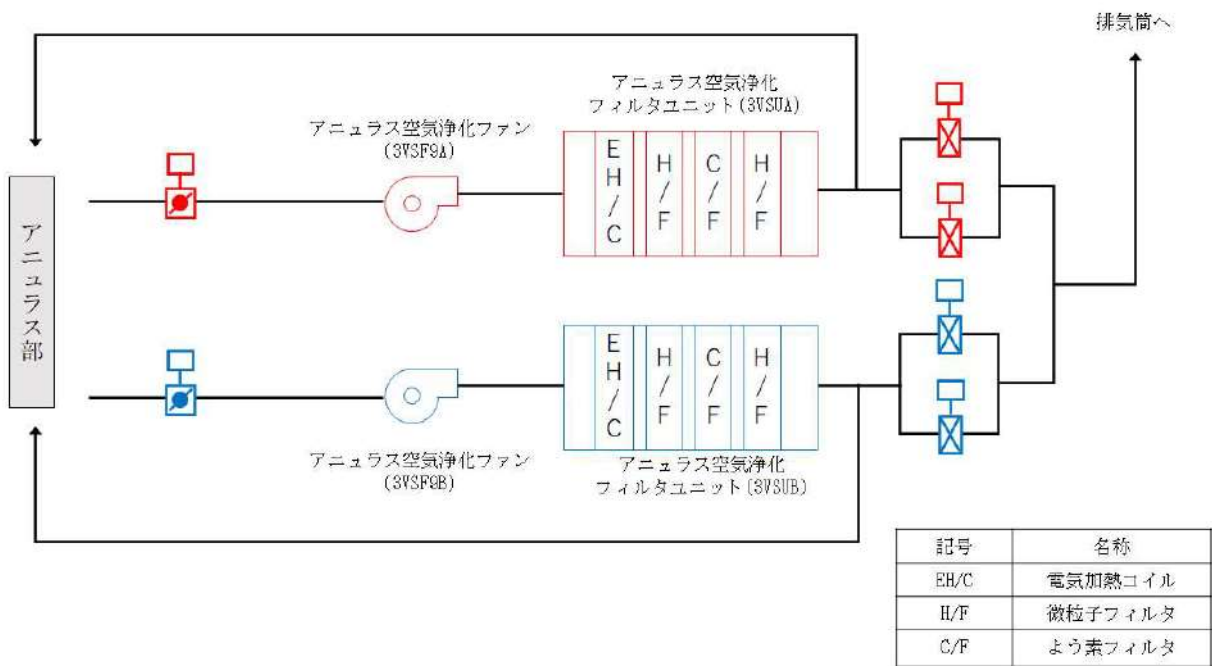 排気筒へ
アニュラス空気浄化
フィルタユニット(3VSUA)
アニュラス空気浄化ファン
(3VSF9A)
EH/C
H/F
C/F
H/F
アニュラス部
EH/C
H/F
C/F
H/F
アニュラス空気浄化ファン
(3VSF9B)
アニュラス空気浄化
フィルタユニット(3VSUB)
記号 名称
EH/C 電気加熱コイル
H/F 微粒子フィルタ
C/F よう素フィルタ